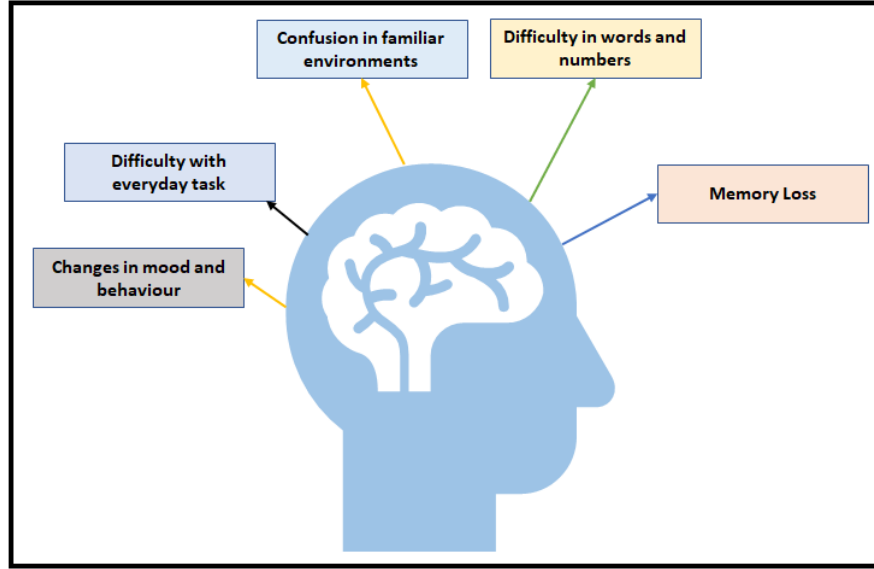 Confusion in familiar
environments
Difficulty in words and
numbers
Difficulty with
everyday task
Memory Loss
Changes in mood and
behaviour